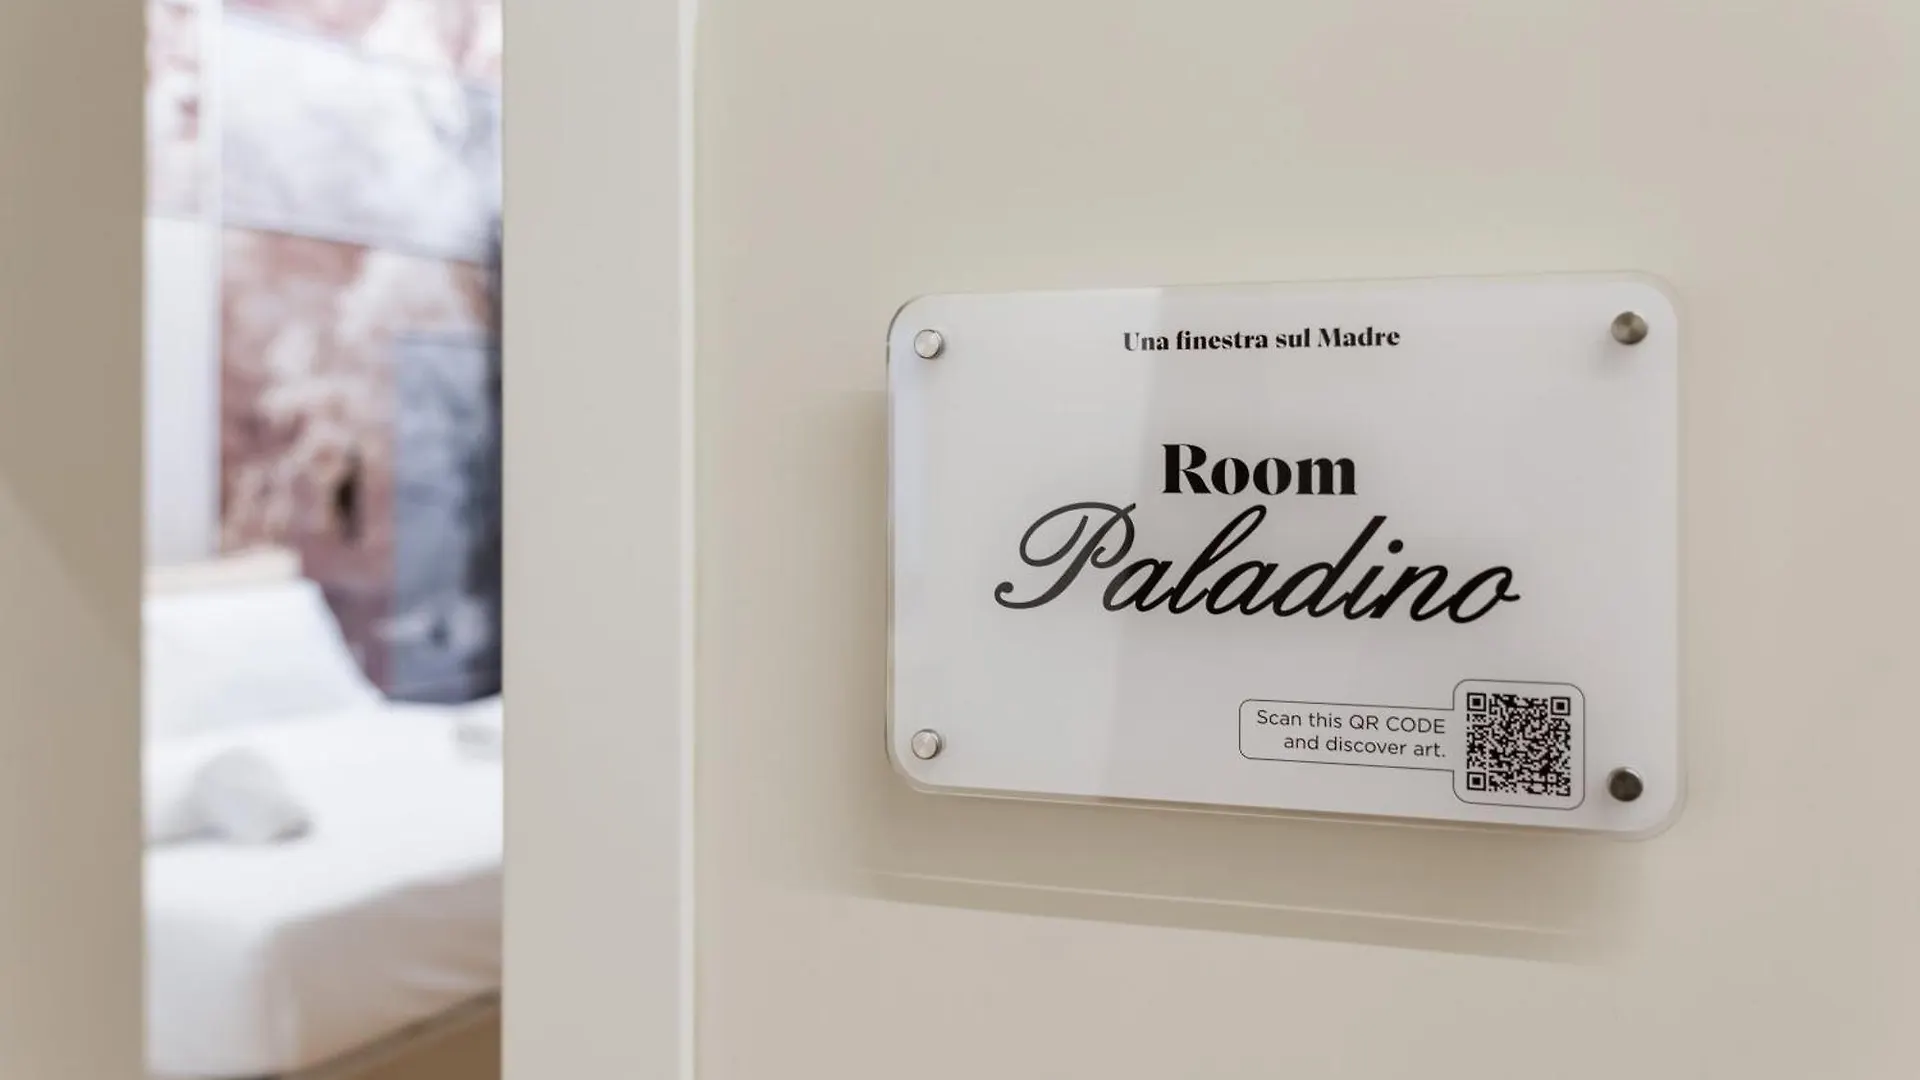 Una finestra sul Madre
Room
Paladino
Scan this QR CODE
and discover art.